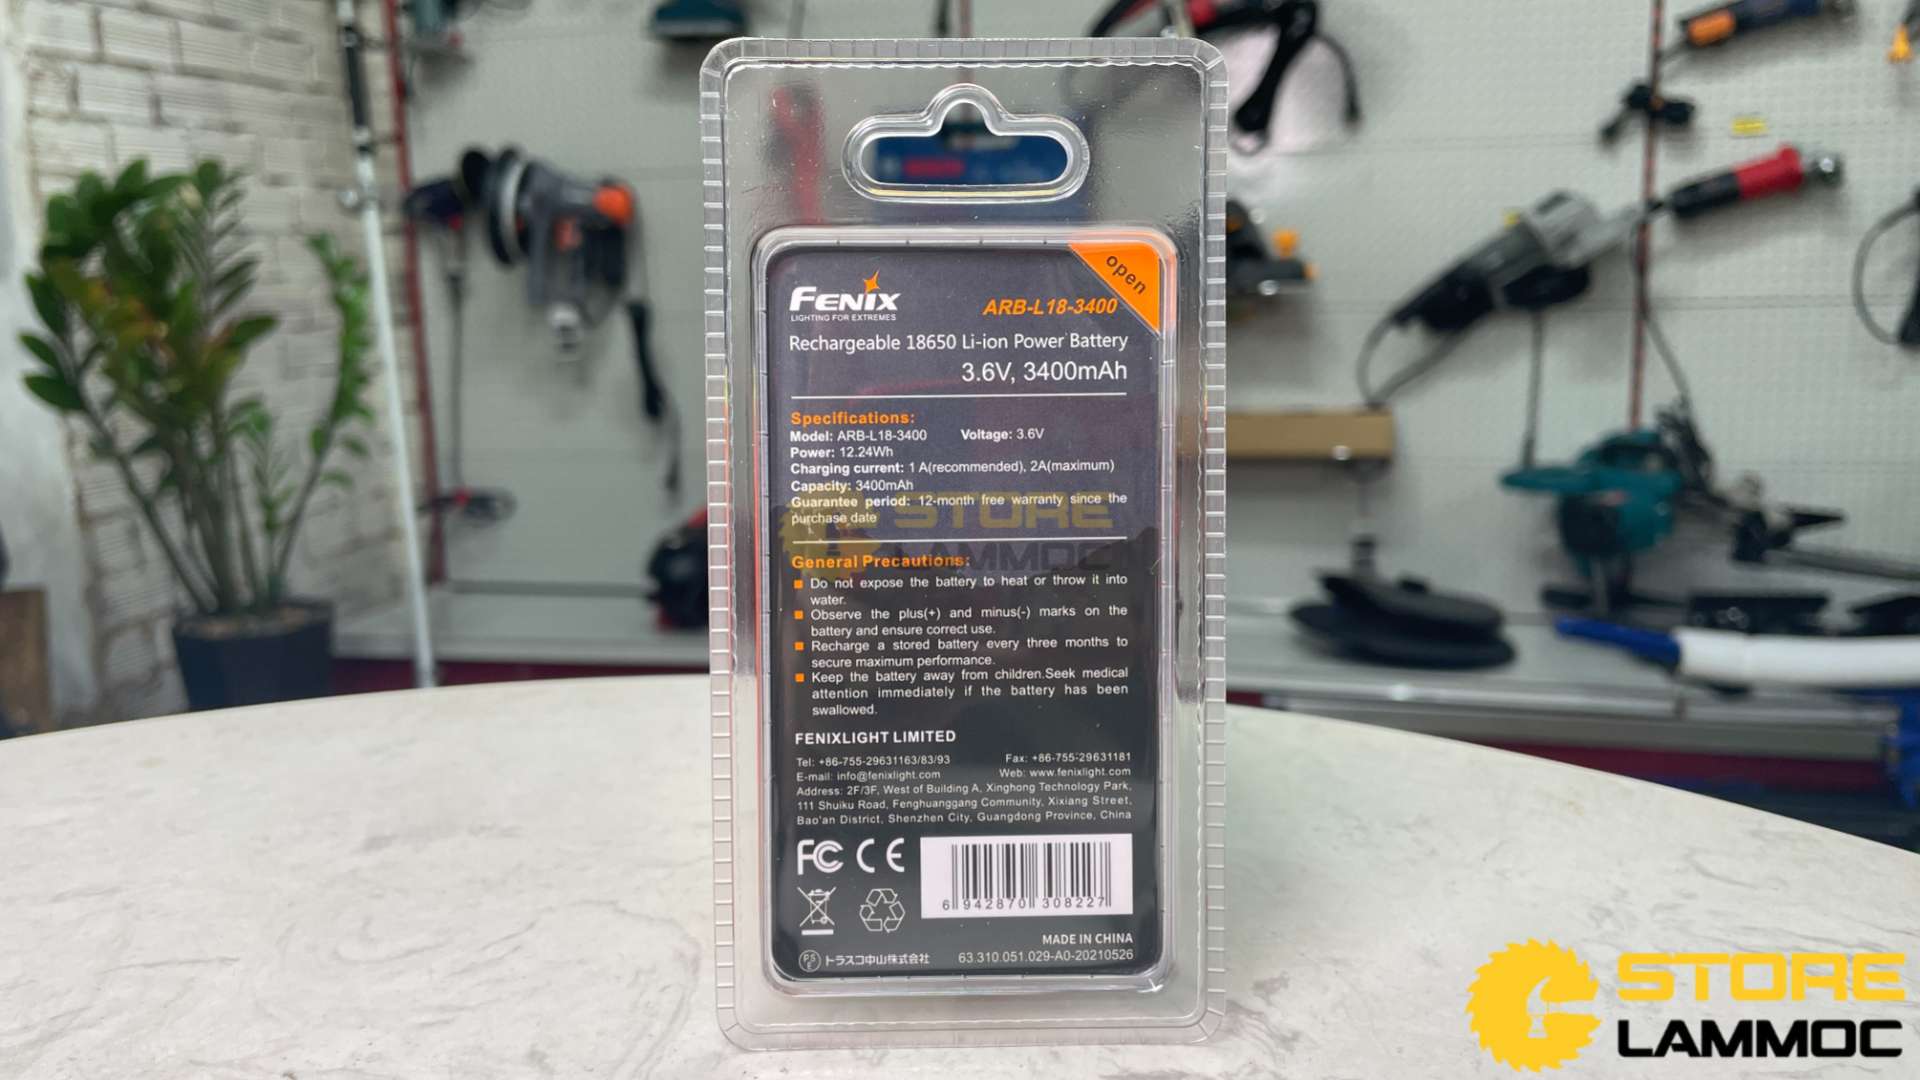 open
FENIX
LIGHTING FOR EXTREMES
ARB-L18-3400
Rechargeable 18650 Li-ion Power Battery
3.6V, 3400mAh
Specifications:
Model: ARB-L18-3400 Voltage: 3.6V
Power: 12.24Wh
Charging current: 1 A(recommended), 2A(maximum)
Capacity: 3400mAh
Guarantee period: 12-month free warranty since the
purchase date
STORE
LAMMOC
General Precautions:
Do not expose the battery to heat or throw it into
water.
Observe the plus(+) and minus(-) marks on the
battery and ensure correct use.
Recharge a stored battery every three months to
secure maximum performance.
Keep the battery away from children.Seek medical
attention immediately if the battery has been
swallowed.
FENIXLIGHT LIMITED
Tel: +86-755-29631163/83/93 Fax: +86-755-29631181
E-mail: info@fenixlight.com Web: www.fenixlight.com
Address: 2F/3F, West of Building A, Xinghong Technology Park,
111 Shuiku Road, Fenghuanggang Community, Xixiang Street,
Bao'an District, Shenzhen City, Guangdong Province, China
FC CE
6 942870 308227
MADE IN CHINA
PSE トラスコ中山株式会社 63.310.051.029-A0-20210526
STORE
LAMMOC